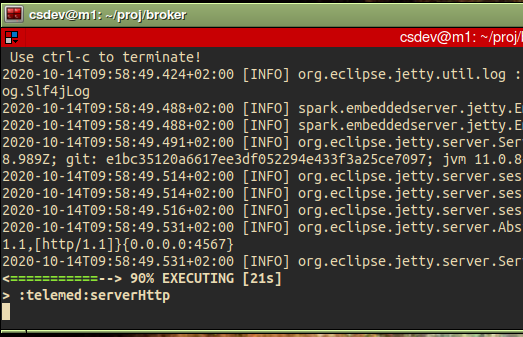 csdev@m1: ~/proj/broker
csdev@m1: ~/proj/
Use ctrl-c to terminate!
2020-10-14T09:58:49.424+02:00 [INFO] org.eclipse.jetty.util.log :
og.Slf4jLog
2020-10-14T09:58:49.488+02:00 [INFO] spark.embeddedserver.jetty.E
2020-10-14T09:58:49.488+02:00 [INFO] spark.embeddedserver.jetty.E
2020-10-14T09:58:49.491+02:00 [INFO] org.eclipse.jetty.server.Ser
8.989Z; git: e1bc35120a6617ee3df052294e433f3a25ce7097; jvm 11.0.8
2020-10-14T09:58:49.514+02:00 [INFO] org.eclipse.jetty.server.ses
2020-10-14T09:58:49.514+02:00 [INFO] org.eclipse.jetty.server.ses
2020-10-14T09:58:49.516+02:00 [INFO] org.eclipse.jetty.server.ses
2020-10-14T09:58:49.531+02:00 [INFO] org.eclipse.jetty.server.Abs
1.1,[http/1.1]}{0.0.0.0:4567}
2020-10-14T09:58:49.531+02:00 [INFO] org.eclipse.jetty.server.Ser
<===========--> 90% EXECUTING [21s]
> :telemed:serverHttp